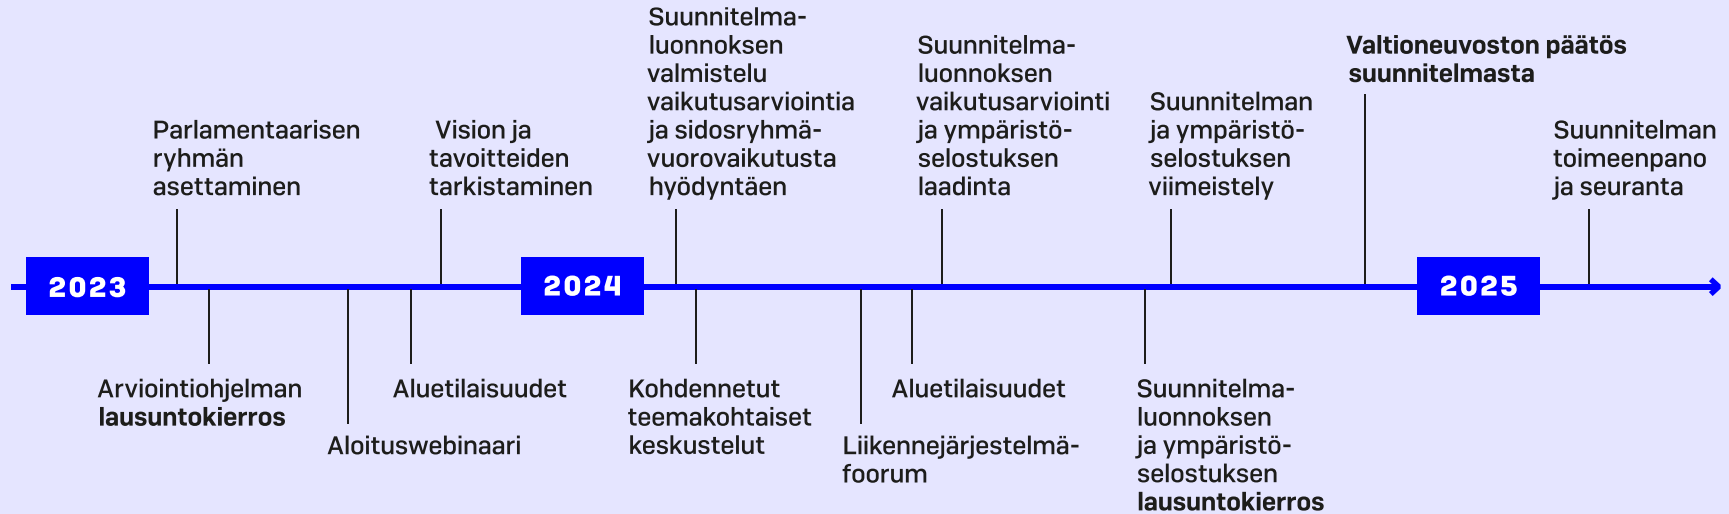 Parlamentaarisen
ryhmän
asettaminen
Vision ja
tavoitteiden
tarkistaminen
Suunnitelma-
luonnoksen
valmistelu
vaikutusarviointia
ja sidosryhmä-
vuorovaikutusta
hyödyntäen
Suunnitelma-
luonnoksen
vaikutusarviointi
ja ympäristö-
selostuksen
laadinta
Suunnitelman
ja ympäristö-
selostuksen
viimeistely
Valtioneuvoston päätös
suunnitelmasta
Suunnitelman
toimeenpano
ja seuranta
2023
2024
2025
Arviointiohjelman
lausuntokierros
Aloituswebinaari
Aluetilaisuudet
Kohdennetut
teemakohtaiset
keskustelut
Liikennejärjestelmä-
foorum
Aluetilaisuudet
Suunnitelma-
luonnoksen
ja ympäristö-
selostuksen
lausuntokierros